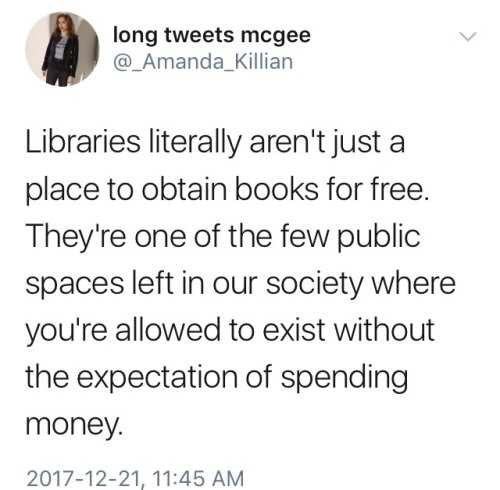 long tweets mcgee
@_Amanda_Killian
Libraries literally aren't just a
place to obtain books for free.
They're one of the few public
spaces left in our society where
you're allowed to exist without
the expectation of spending
money.
2017-12-21, 11:45 AM